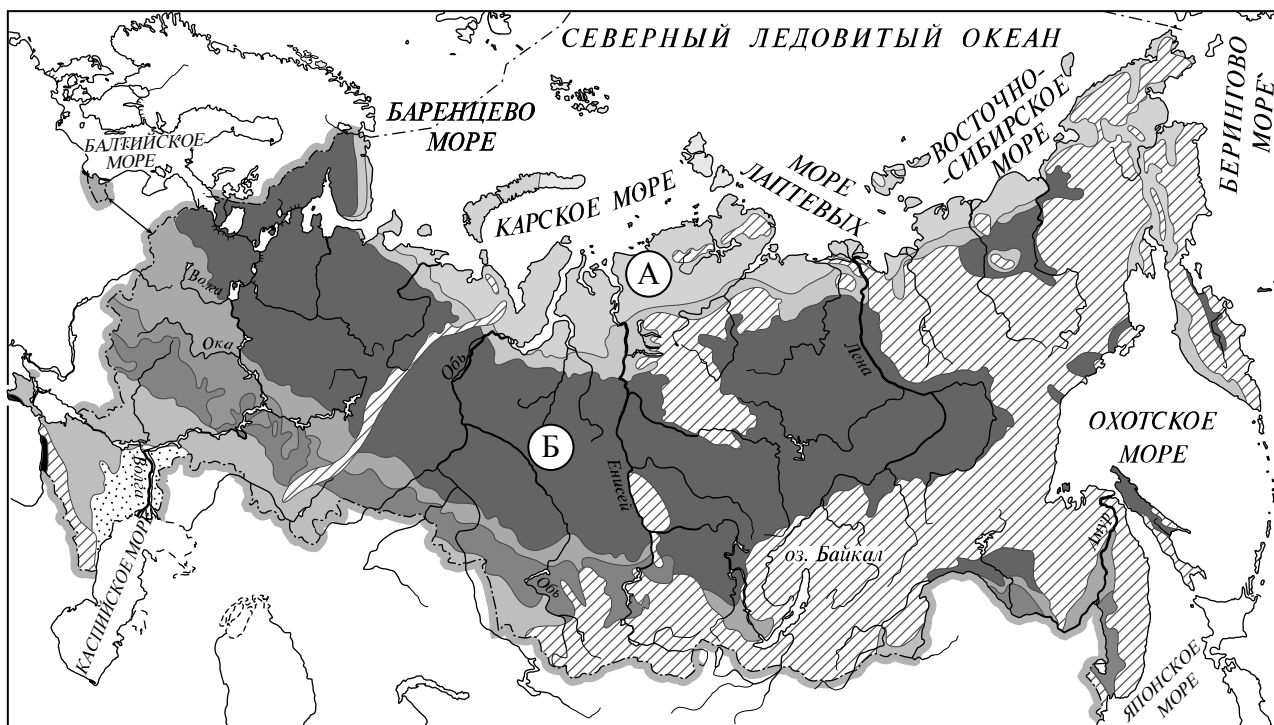 СЕВЕРНЫЙ ЛЕДОВИТЫЙ ОКЕАН
БАРЕНЦЕВО
МОРЕ
БАЛТИЙСКОЕ
МОРЕ
КАРСКОЕ МОРЕ
МОРЕ
ЛАПТЕВЫХ
ВОСТОЧНО-
-СИБИРСКОЕ
МОРЕ
БЕРИНГОВО
МОРЕ
А
Волга
Ока
Обь
Лена
Б
Енисей
ОХОТСКОЕ
МОРЕ
Волга
Амур
оз. Байкал
Обь
КАСПИЙСКОЕ МОРЕ
ЯПОНСКОЕ
МОРЕ